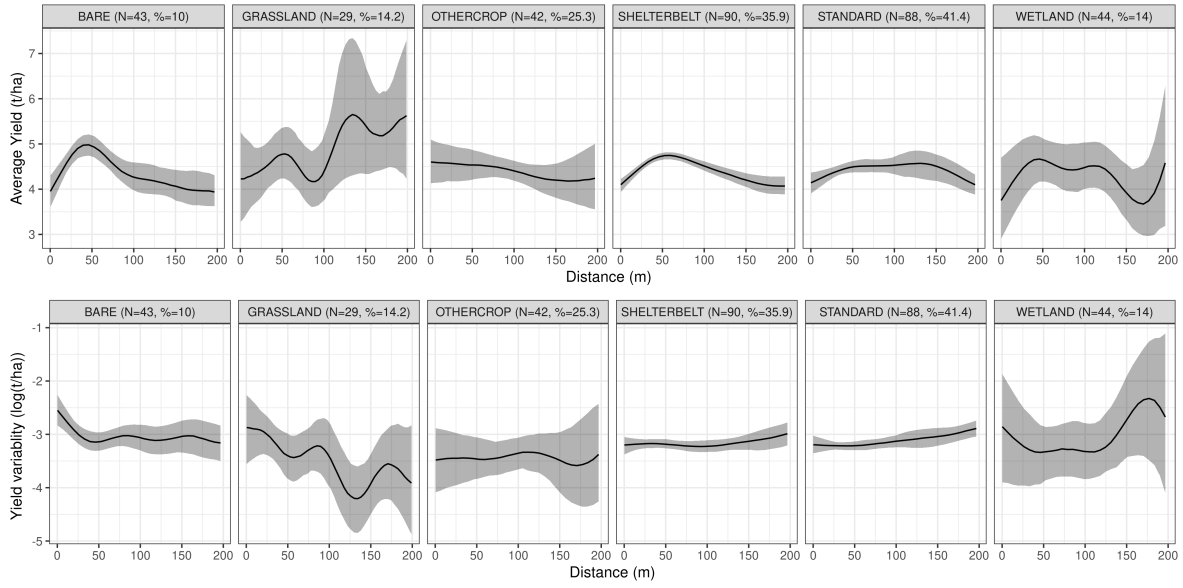 BARE (N=43, %=10) GRASSLAND (N=29, %=14.2) OTHERCROP (N=42, %=25.3) SHELTERBELT (N=90, %=35.9) STANDARD (N=88, %=41.4) WETLAND (N=44, %=14)
Average Yield (t/ha)
7
6
5
4
3
0 50 100 150 200 0 50 100 150 200 0 50 100 150 200 0 50 100 150 200 0 50 100 150 200 0 50 100 150 200
Distance (m)
BARE (N=43, %=10) GRASSLAND (N=29, %=14.2) OTHERCROP (N=42, %=25.3) SHELTERBELT (N=90, %=35.9) STANDARD (N=88, %=41.4) WETLAND (N=44, %=14)
Yield variablity (log(t/ha))
-1
-2
-3
-4
-5
0 50 100 150 200 0 50 100 150 200 0 50 100 150 200 0 50 100 150 200 0 50 100 150 200 0 50 100 150 200
Distance (m)